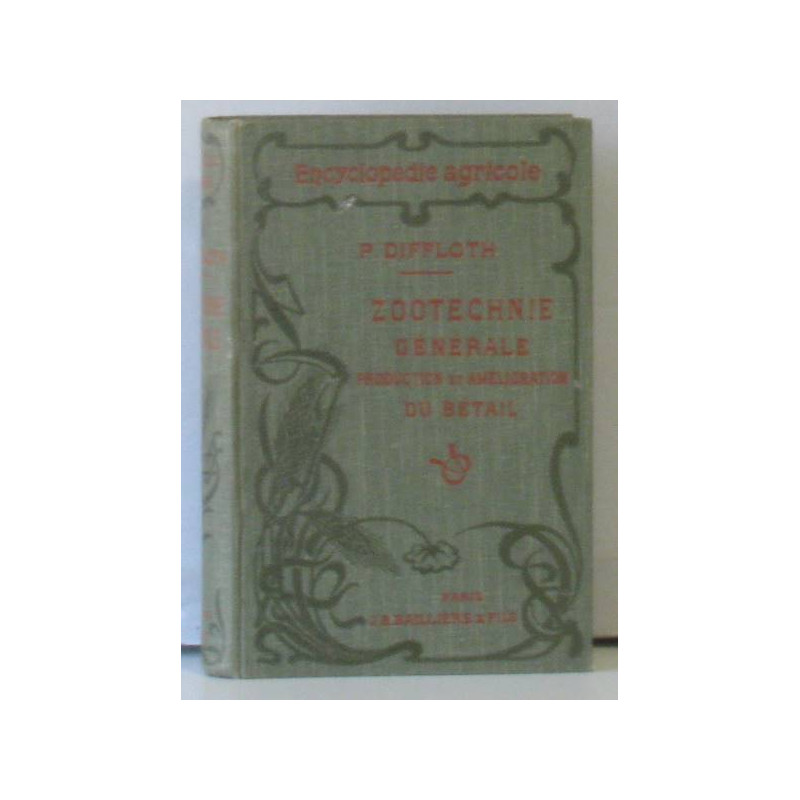 Encyclopédie agricole
P. DIFFLOTH
ZOOTECHNIE
GÉNÉRALE
PRODUCTION ET AMÉLIORATION
DU BÉTAIL
PARIS
J.B. BAILLIÈRE & FILS